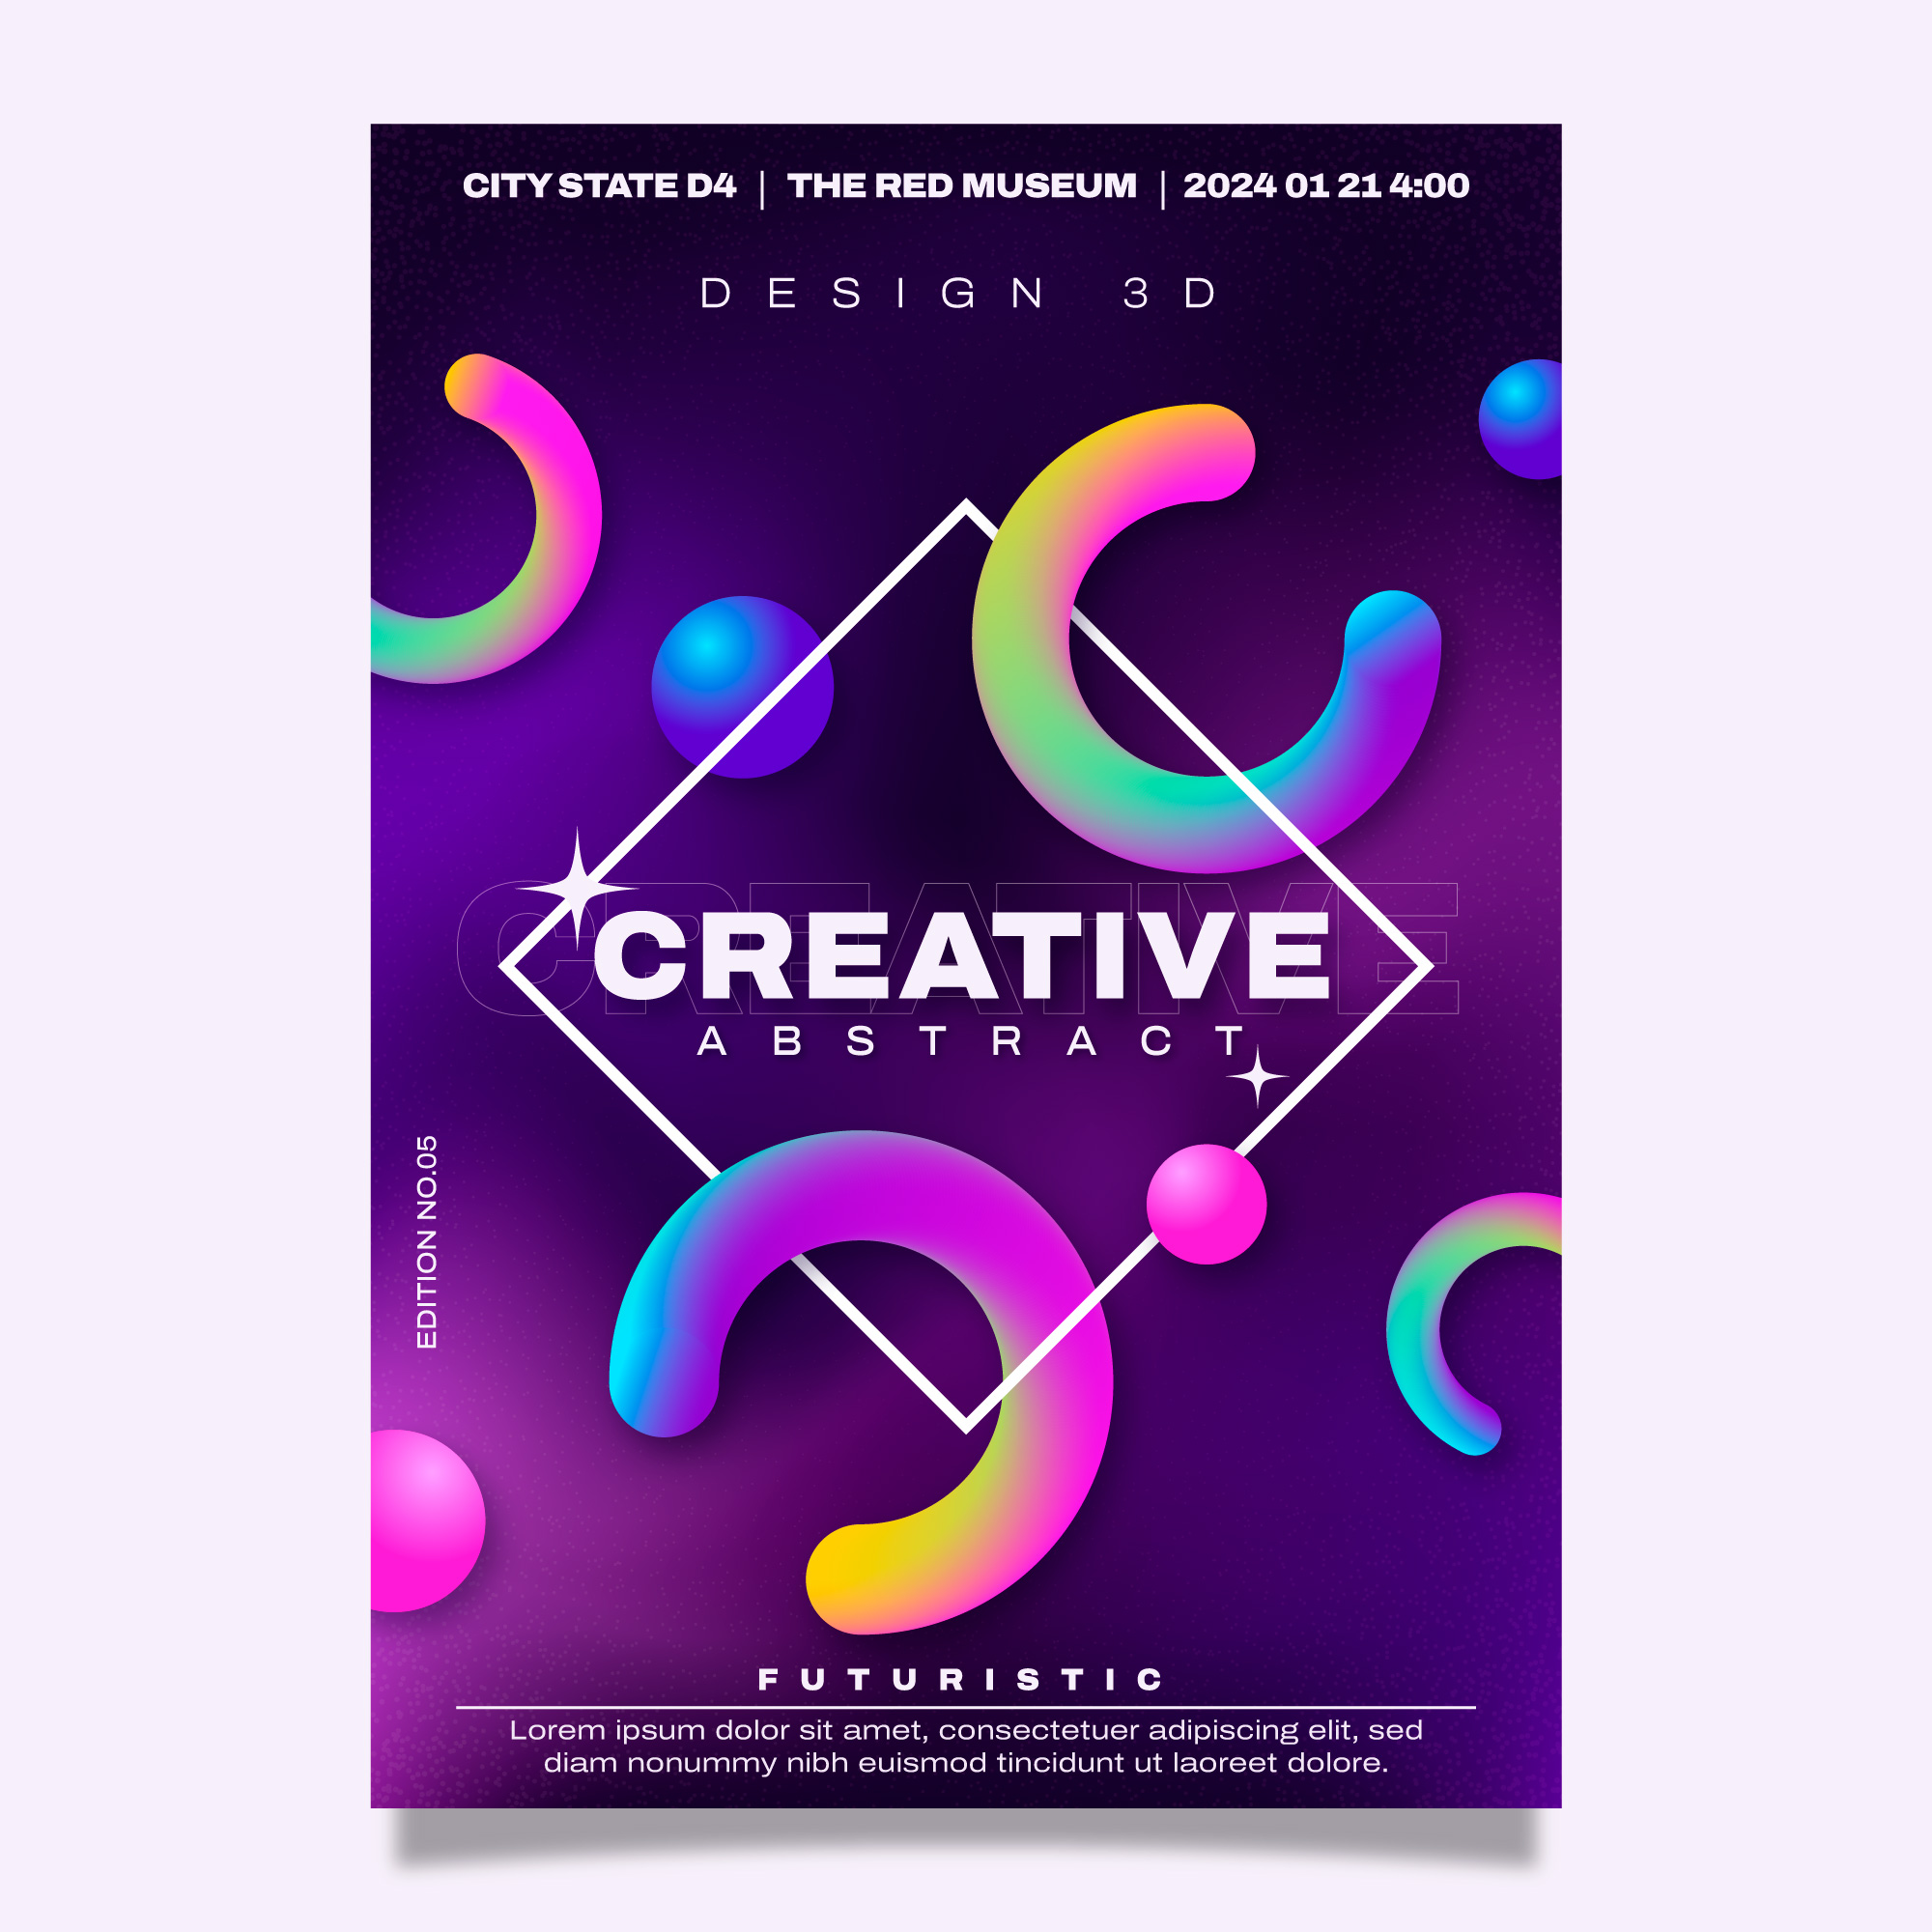 CITY STATE D4 | THE RED MUSEUM | 2024 01 21 4:00
DESIGN 3D
CREATIVE
CREATIVE
ABSTRACT
EDITION NO.05
FUTURISTIC
Lorem ipsum dolor sit amet, consectetuer adipiscing elit, sed
diam nonummy nibh euismod tincidunt ut laoreet dolore.